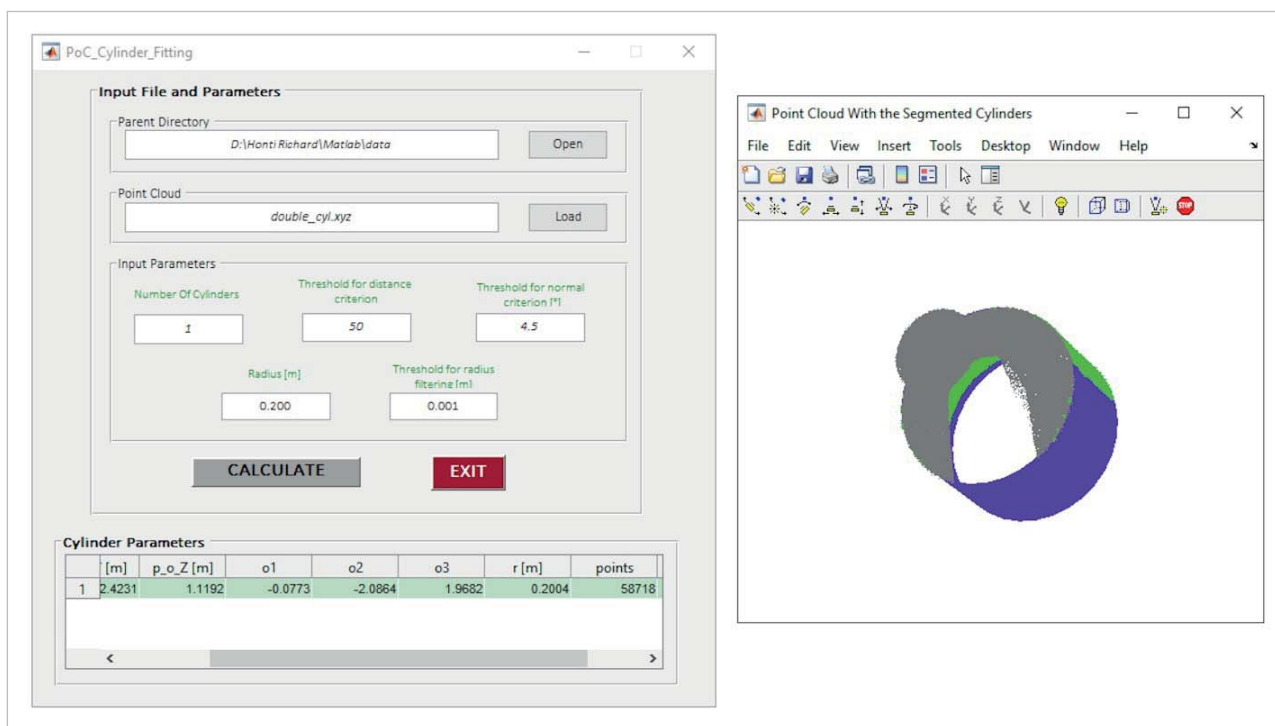 PoC_Cylinder_Fitting
Input File and Parameters
Parent Directory
D:\Honti Richard\Matlab\data
Open
Point Cloud
double_cyl.xyz
Load
Input Parameters
Number Of Cylinders
Threshold for distance
criterion
Threshold for normal
criterion [°]
1
50
4.5
Radius [m]
Threshold for radius
filtering [m]
0.200
0.001
CALCULATE
EXIT
Cylinder Parameters
[m] p_o_Z [m] o1 o2 o3 r [m] points
1 2.4231 1.1192 -0.0773 -2.0864 1.9682 0.2004 58718
Point Cloud With the Segmented Cylinders
File Edit View Insert Tools Desktop Window Help
STOP